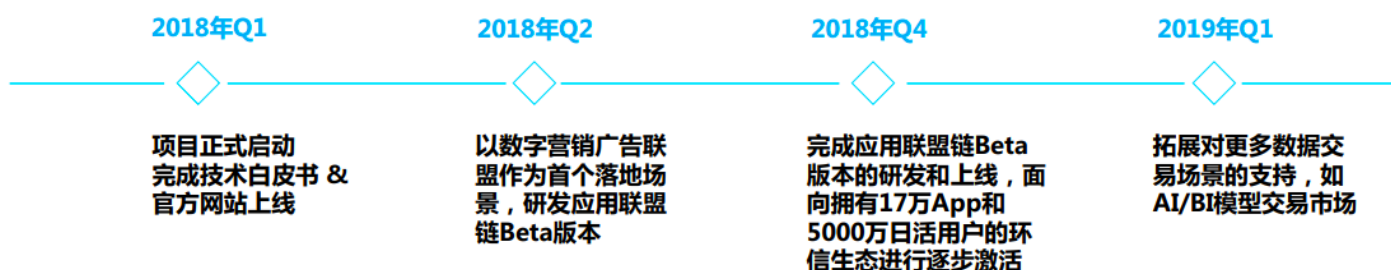 2018年Q1
2018年Q2
2018年Q4
2019年Q1
项目正式启动
完成技术白皮书 &
官方网站上线
以数字营销广告联
盟作为首个落地场
景，研发应用联盟
链Beta版本
完成应用联盟链Beta
版本的研发和上线，面
向拥有17万App和
5000万日活用户的环
信生态进行逐步激活
拓展对更多数据交
易场景的支持，如
AI/BI模型交易市场